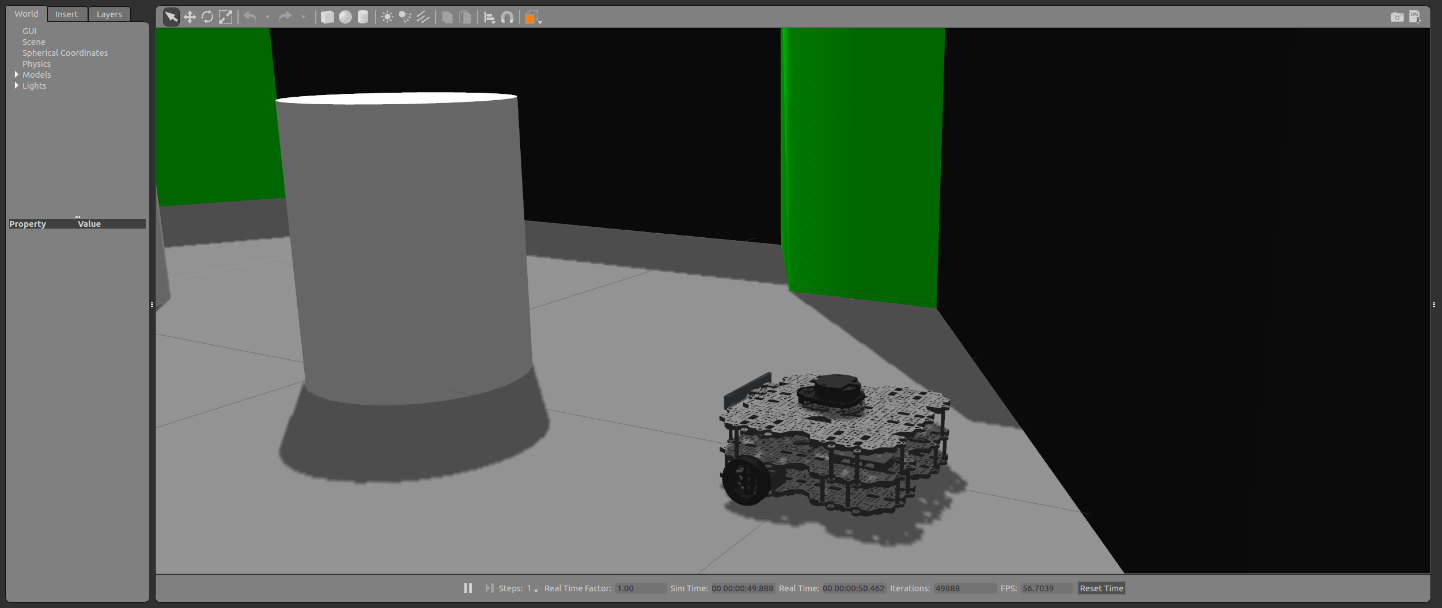 World Insert Layers
GUI
Scene
Spherical Coordinates
Physics
Models
Lights
Property Value
Steps: 1 Real Time Factor: 1.00 Sim Time: 00 00:00:49.888 Real Time: 00 00:00:50.462 Iterations: 49888 FPS: 56.7039 Reset Time